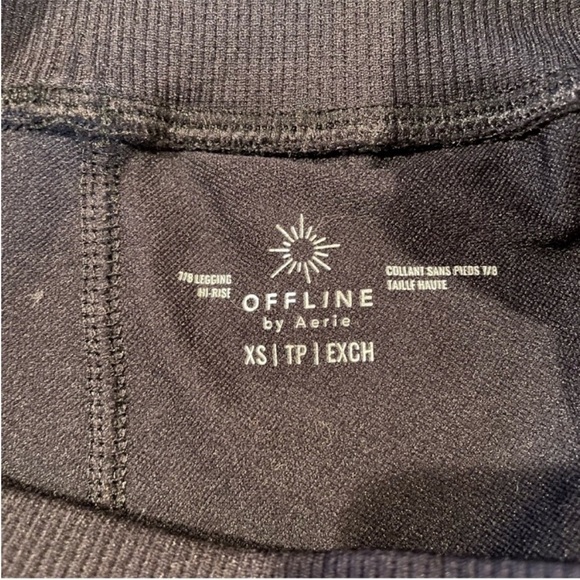 7/8 LEGGING
HI-RISE
OFFLINE
by Aerie
XS | TP | EXCH
COLLANT SANS PIEDS 7/8
TAILLE HAUTE